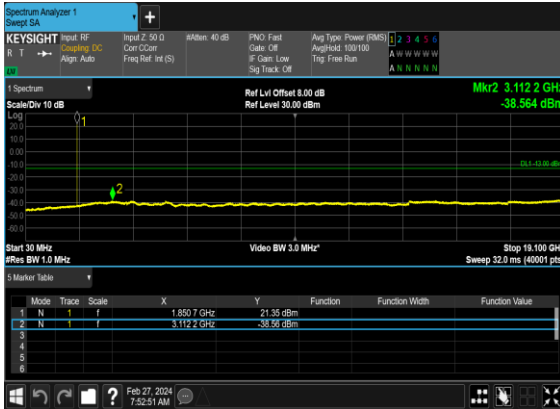 Spectrum Analyzer 1
Swept SA
+
KEYSIGHT Input: RF Input Z: 50 Ω #Atten: 40 dB PNO: Fast Avg Type: Power (RMS) 1 2 3 4 5 6
R T Coupling: DC Corr CCorr Gate: Off Avg|Hold: 100/100 A W W W W W
Align: Auto Freq Ref: Int (S) IF Gain: Low Trig: Free Run
Sig Track: Off A N N N N N
1 Spectrum
Ref Lvl Offset 8.00 dB Mkr2 3.112 2 GHz
Scale/Div 10 dB Ref Level 30.00 dBm -38.564 dBm
Log
20.0
10.0
0.00
-10.0
DL1 -13.00 dBm
-20.0
-30.0
-40.0
-50.0
-60.0
1
2
Start 30 MHz Video BW 3.0 MHz* Stop 19.100 GHz
#Res BW 1.0 MHz Sweep 32.0 ms (40001 pts)
5 Marker Table
Mode Trace Scale X Y Function Function Width Function Value
1 N 1 f 1.850 7 GHz 21.35 dBm
2 N 1 f 3.112 2 GHz -38.56 dBm
3
4
5
6
? Feb 27, 2024
7:52:51 AM